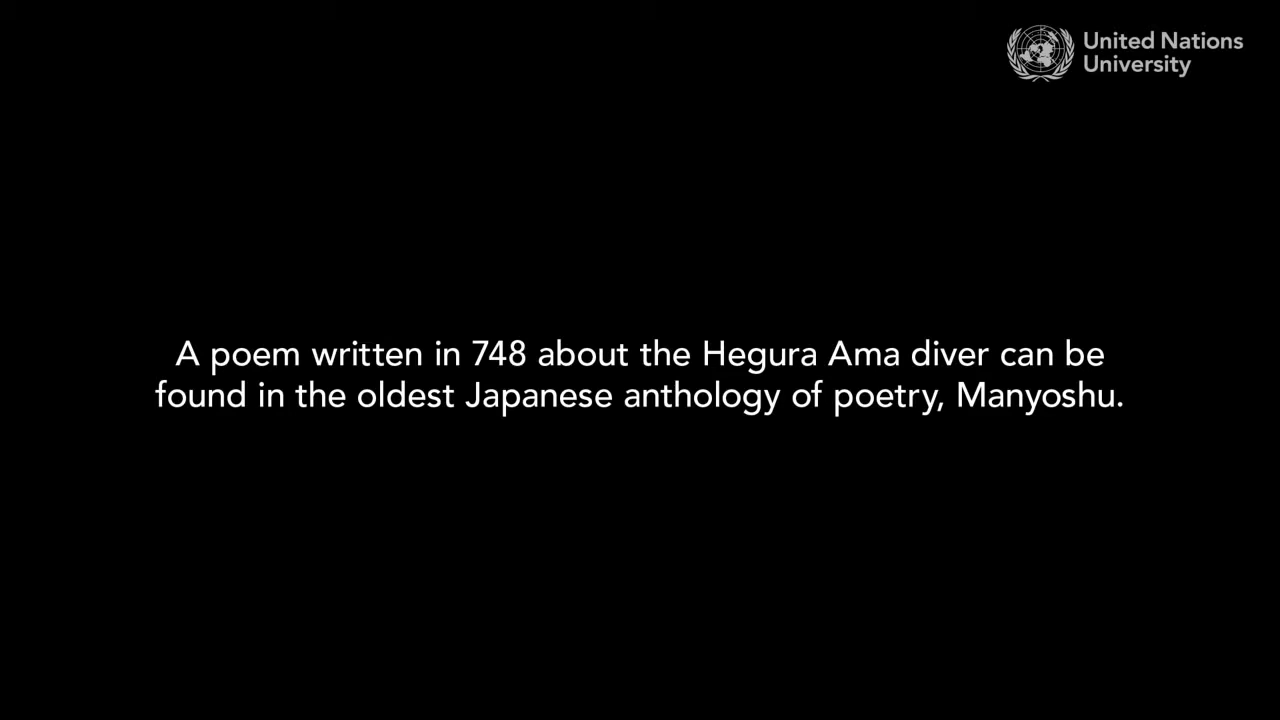 United Nations
University
A poem written in 748 about the Hegura Ama diver can be
found in the oldest Japanese anthology of poetry, Manyoshu.